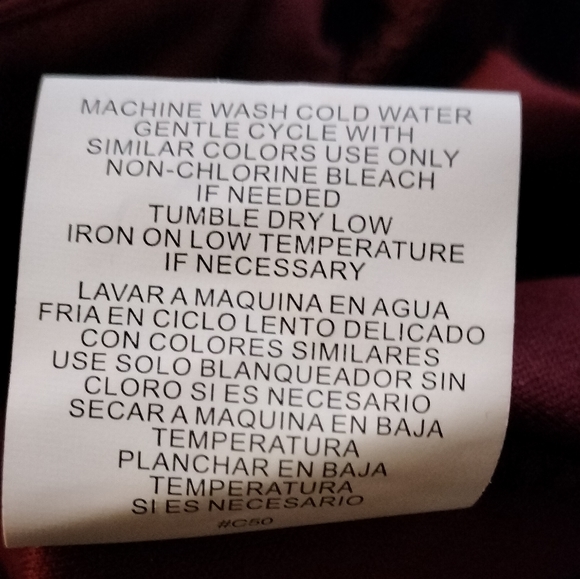 MACHINE WASH COLD WATER
GENTLE CYCLE WITH
SIMILAR COLORS USE ONLY
NON-CHLORINE BLEACH
IF NEEDED
TUMBLE DRY LOW
IRON ON LOW TEMPERATURE
IF NECESSARY
LAVAR A MAQUINA EN AGUA
FRIA EN CICLO LENTO DELICADO
CON COLORES SIMILARES
USE SOLO BLANQUEADOR SIN
CLORO SI ES NECESARIO
SECAR A MAQUINA EN BAJA
TEMPERATURA
PLANCHAR EN BAJA
TEMPERATURA
SI ES NECESARIO
#C50